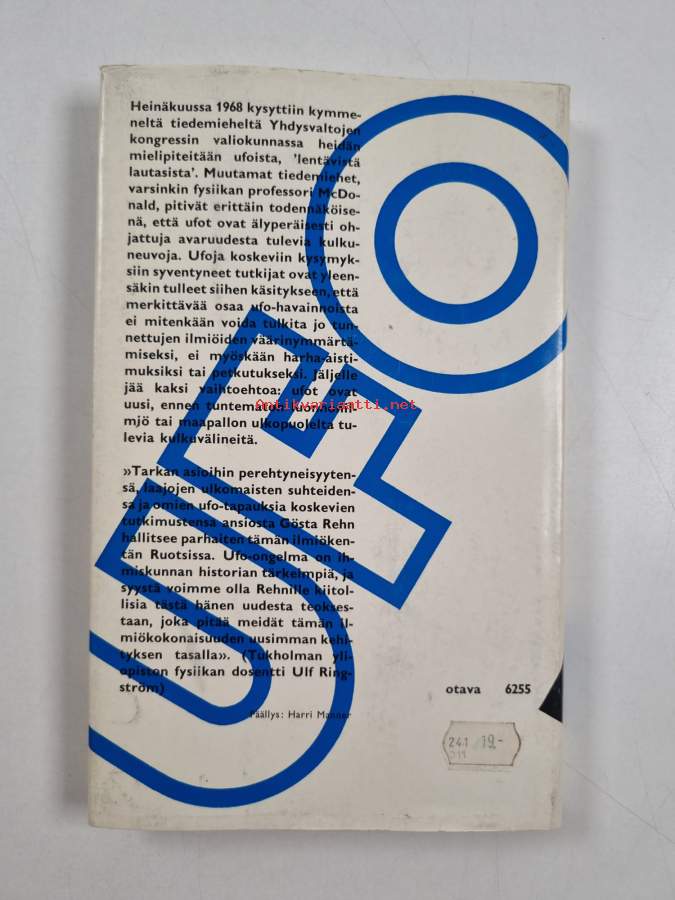 Heinäkuussa 1968 kysyttiin kymme-
neltä tiedemieheltä Yhdysvaltojen
kongressin valiokunnassa heidän
mielipiteitään ufoista, 'lentävistä
lautasista'. Muutamat tiedemiehet,
varsinkin fysiikan professori McDo-
nald, pitivät erittäin todennäköise-
nä, että ufot ovat älyperäisesti oh-
jattuja avaruudesta tulevia kulku-
neuvoja. Ufoja koskeviin kysymyk-
siin syventyneet tutkijat ovat yleen-
säkin tulleet siihen käsitykseen, että
merkittävää osaa ufo-havainnoista
ei mitenkään voida tulkita jo tun-
nettujen ilmiöiden väärinymmärtä-
miseksi, ei myöskään harha-aisti-
muksiksi tai petkutukseksi. Jäljelle
jää kaksi vaihtoehtoa: ufot ovat
uusi, ennen tuntematon luonnonil-
mjö tai maapallon ulkopuolelta tu-
levia kulkuvälineitä.
»Tarkan asioihin perehtyneisyyten-
sä, laajojen ulkomaisten suhteiden-
sa ja omien ufo-tapauksia koskevien
tutkimustensa ansiosta Gösta Rehn
hallitsee parhaiten tämän ilmiöken-
tän Ruotsissa. Ufo-ongelma on ih-
miskunnan historian tärkeimpiä, ja
syystä voimme olla Rehnille kiitol-
lisia tästä hänen uudesta teokses-
taan, joka pitää meidät tämän il-
miökokonaisuuden uusimman kehi-
tyksen tasalla». (Tukholman yli-
opiston fysiikan dosentti Ulf Ring-
ström)
Päällys: Harri Manner
UFO
otava 6255
241 12-
Antikvariaatti.net